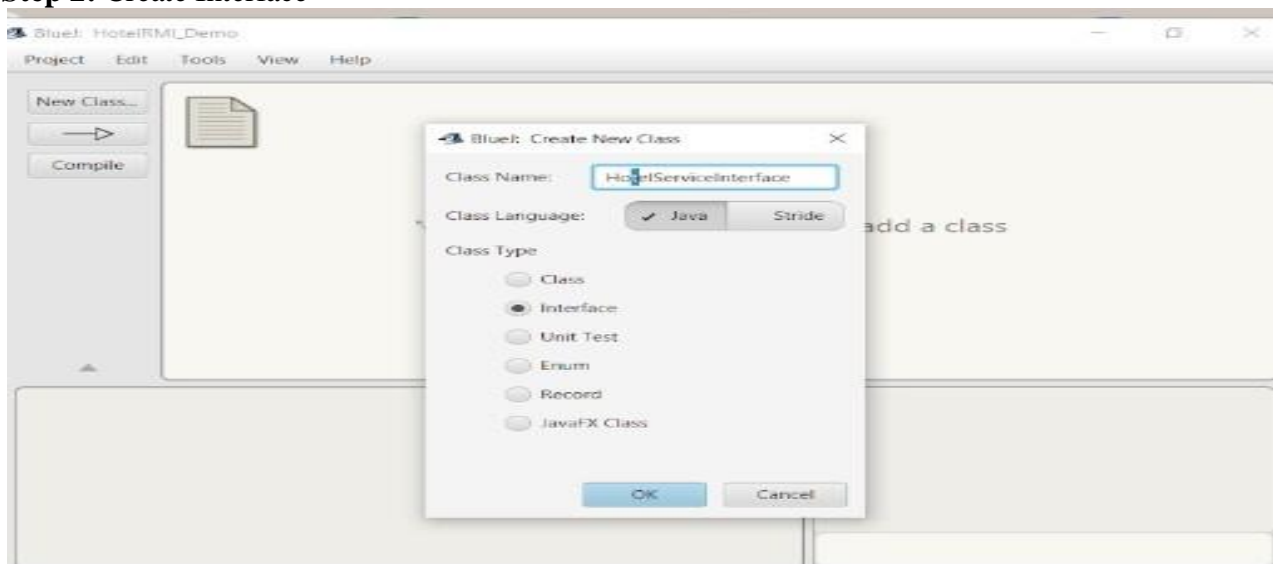 Step 2: Create Interface
BlueJ: HotelRMI_Demo
Project Edit Tools View Help
New Class...
Compile
BlueJ: Create New Class
Class Name: HotelServiceInterface
Class Language: Java Stride
add a class
Class Type
Class
Interface
Unit Test
Enum
Record
JavaFX Class
OK Cancel